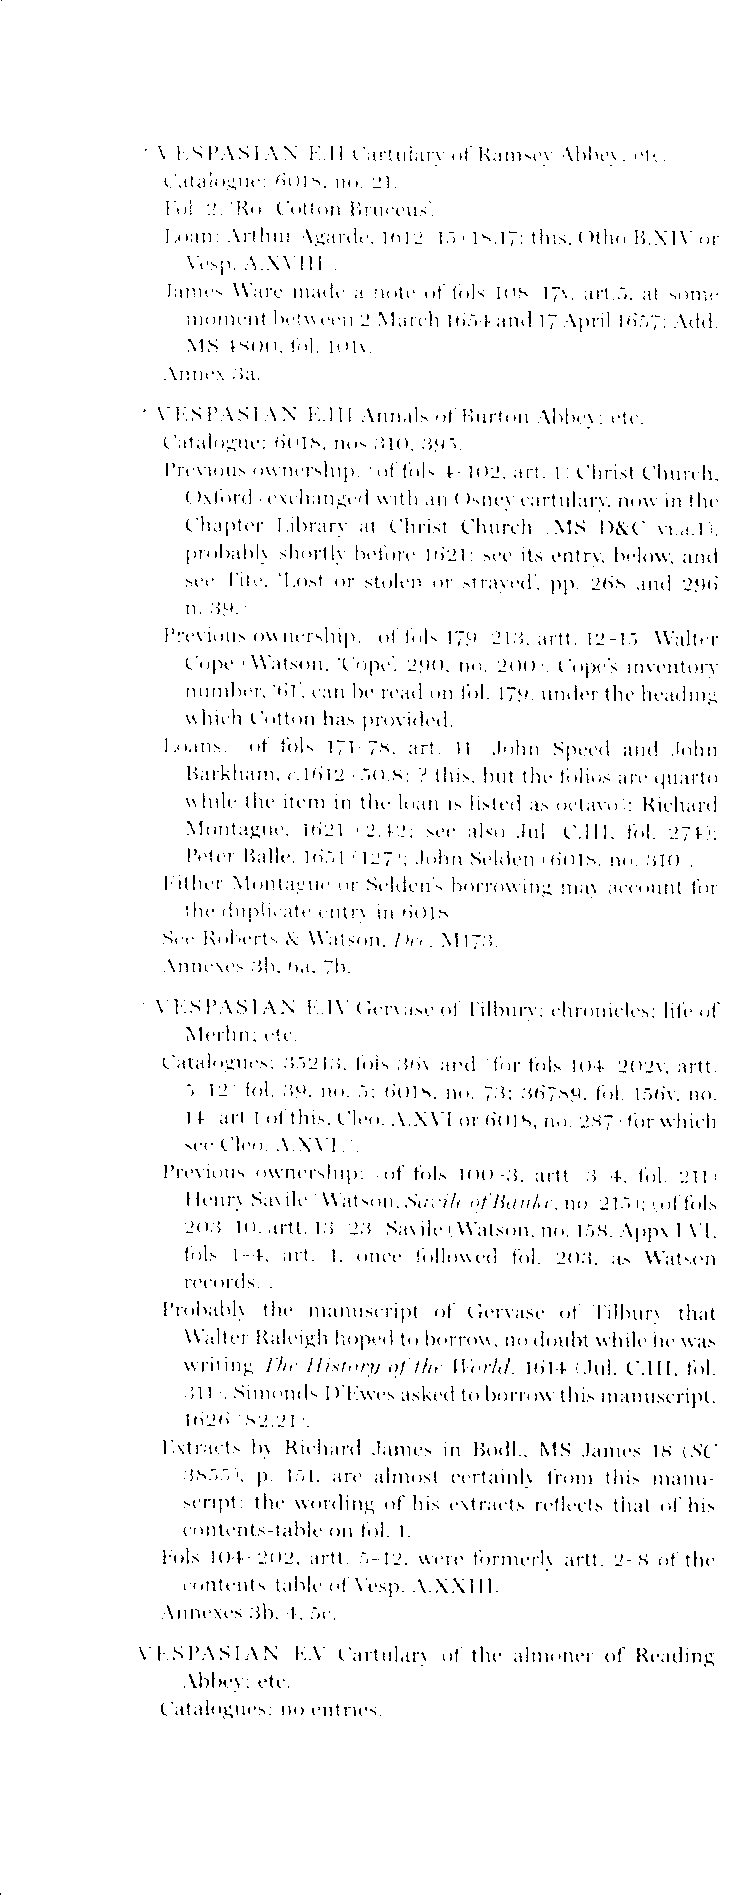 * VESPASIAN E.II Cartulary of Ramsey Abbey, etc.
Catalogue: 6018, no. 21.
Fol. 2, 'Ro. Cotton Bruceus'.
Loan: Arthur Agarde, 1612–15 (18.17: this, Otho B.XIV or
Vesp. A.XVIII).
James Ware made a note of fols 108–17v, art.5, at some
moment between 2 March 1654 and 17 April 1657: Add.
MS 4800, fol. 101v.
Annex 3a.
* VESPASIAN E.III Annals of Burton Abbey; etc.
Catalogue: 6018, nos 310, 395.
Previous ownership: (of fols 4–102, art. 1) Christ Church,
Oxford (exchanged with an Osney cartulary, now in the
Chapter Library at Christ Church (MS D&C vi.a.1),
probably shortly before 1621: see its entry, below, and
see Tite, 'Lost or stolen or strayed', pp. 268 and 296
n. 39.)
Previous ownership: (of fols 179–213, artt. 12–15) Walter
Cope (Watson, 'Cope', 290, no. 200). Cope's inventory
number, '61', can be read on fol. 179, under the heading
which Cotton has provided.
Loans: (of fols 171–78, art. 11) John Speed and John
Barkham, c.1612 (50.8: ? this, but the folios are quarto
while the item in the loan is listed as octavo); Richard
Montague, 1621 (2.42; see also Jul. C.III, fol. 274);
Peter Balle, 1651 (127); John Selden (6018, no. 310).
Either Montague or Selden's borrowing may account for
the duplicate entry in 6018.
See Roberts & Watson, Dee, M173.
Annexes 3b, 6a, 7b.
* VESPASIAN E.IV Gervase of Tilbury; chronicles; life of
Merlin; etc.
Catalogues: 35213, fols 36v and (for fols 104–202v, artt.
5–12) fol. 39, no. 5; 6018, no. 73; 36789, fol. 156v, no.
14 (art.1 of this, Cleo. A.XVI or 6018, no. 287 (for which
see Cleo. A.XVI)).
Previous ownership: (of fols 100–3, artt. 3–4, fol. 211)
Henry Savile (Watson, Savile of Banke, no. 215); (of fols
203–10, artt. 13–23) Savile (Watson, no. 158. Appx LVI,
fols 1–4, art. 1, once followed fol. 203, as Watson
records.).
Probably the manuscript of Gervase of Tilbury that
Walter Raleigh hoped to borrow, no doubt while he was
writing The History of the World, 1614 (Jul. C.III, fol.
311). Simonds D'Ewes asked to borrow this manuscript,
1626 (82.21).
Extracts by Richard James in Bodl., MS James 18 (SC
3855), p. 151, are almost certainly from this manu-
script: the wording of his extracts reflects that of his
contents-table on fol. 1.
Fols 104–202, artt. 5–12, were formerly artt. 2–8 of the
contents-table of Vesp. A.XXIII.
Annexes 3b, 4, 5c.
VESPASIAN E.V Cartulary of the almoner of Reading
Abbey; etc.
Catalogues: no entries.